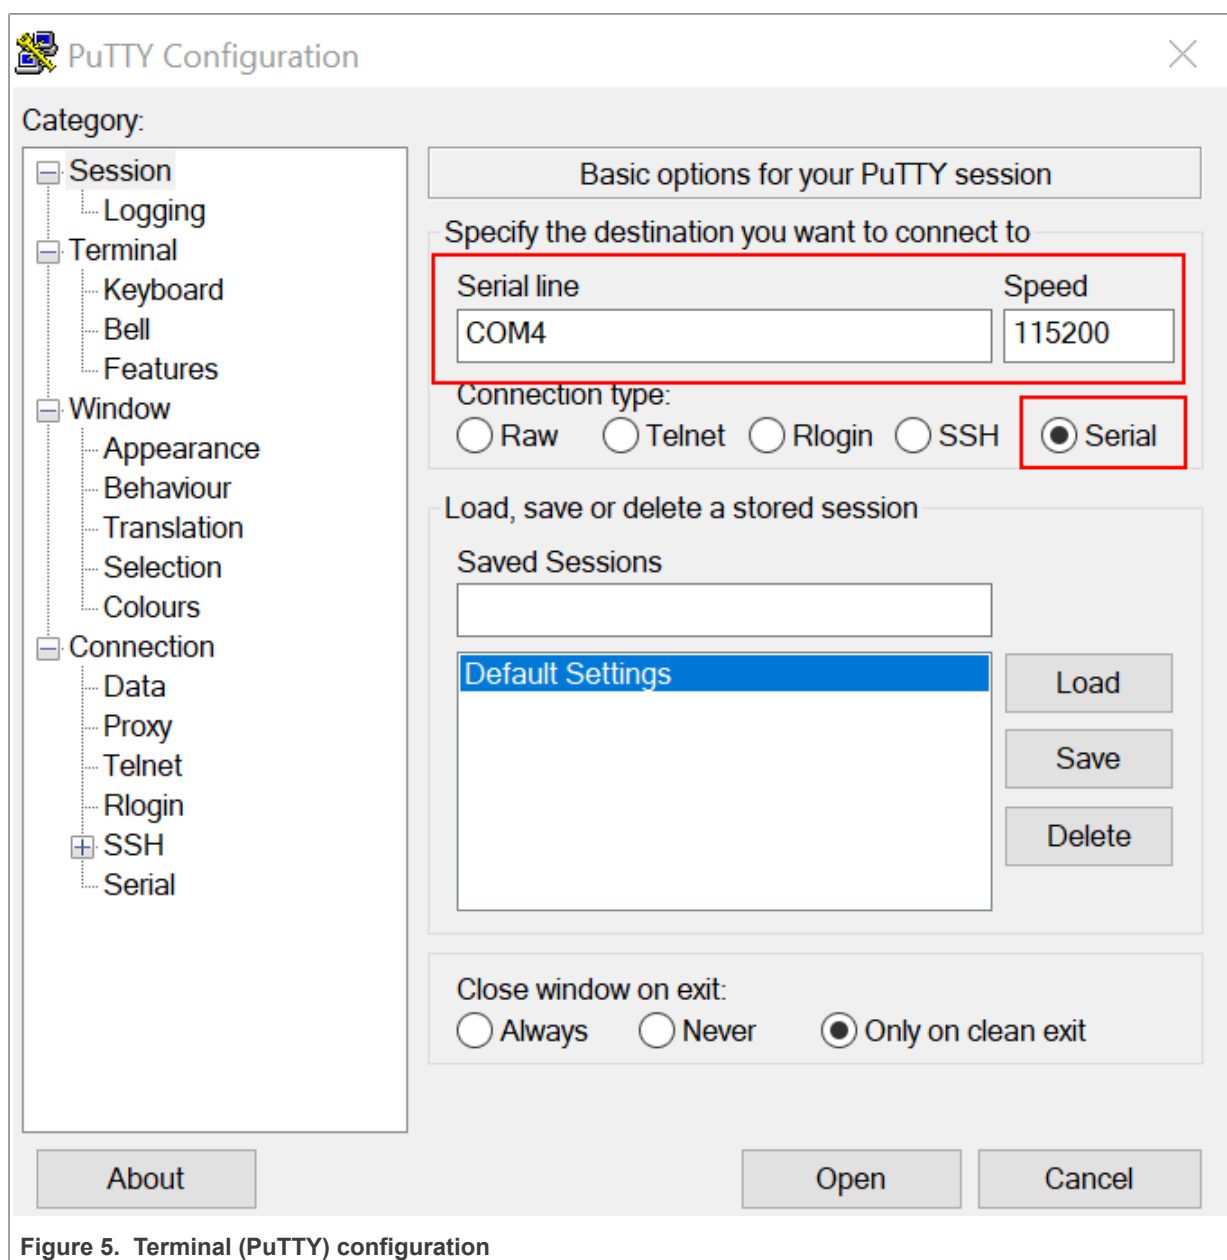 PuTTY Configuration
Category:
Session
Logging
Terminal
Keyboard
Bell
Features
Window
Appearance
Behaviour
Translation
Selection
Colours
Connection
Data
Proxy
Telnet
Rlogin
SSH
Serial
Basic options for your PuTTY session
Specify the destination you want to connect to
Serial line Speed
COM4 115200
Connection type:
Raw Telnet Rlogin SSH Serial
Load, save or delete a stored session
Saved Sessions
Default Settings
Load
Save
Delete
Close window on exit:
Always Never Only on clean exit
About Open Cancel
Figure 5. Terminal (PuTTY) configuration